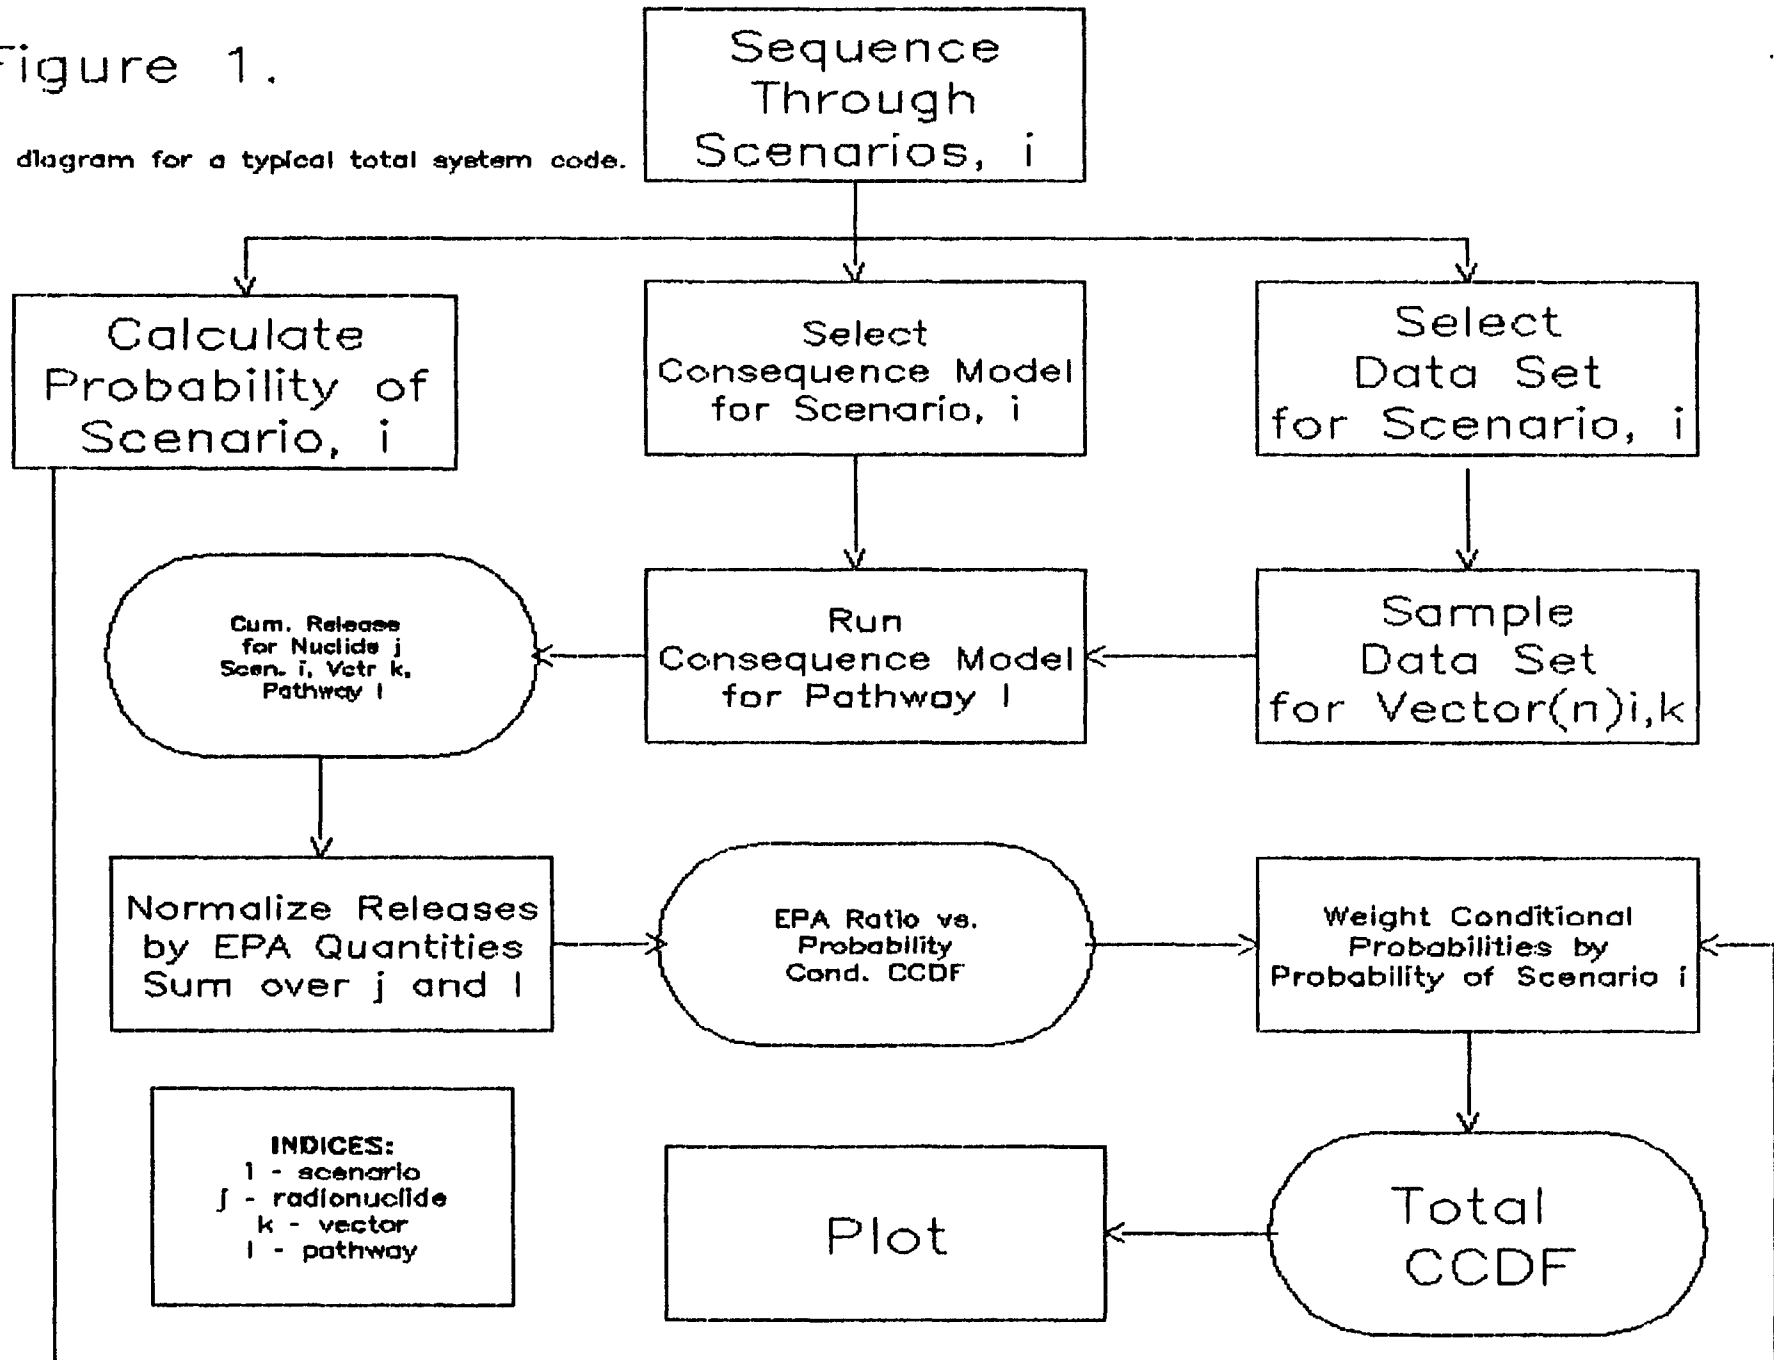 Figure 1.
diagram for a typical total system code.
Sequence
Through
Scenarios, i
Calculate
Probability of
Scenario, i
Select
Consequence Model
for Scenario, i
Select
Data Set
for Scenario, i
Cum. Release
for Nuclide j
Scen. i, Vctr k,
Pathway l
Run
Consequence Model
for Pathway l
Sample
Data Set
for Vector(n)i,k
Normalize Releases
by EPA Quantities
Sum over j and l
EPA Ratio vs.
Probability
Cond. CCDF
Weight Conditional
Probabilities by
Probability of Scenario i
INDICES:
i - scenario
j - radionuclide
k - vector
l - pathway
Plot
Total
CCDF